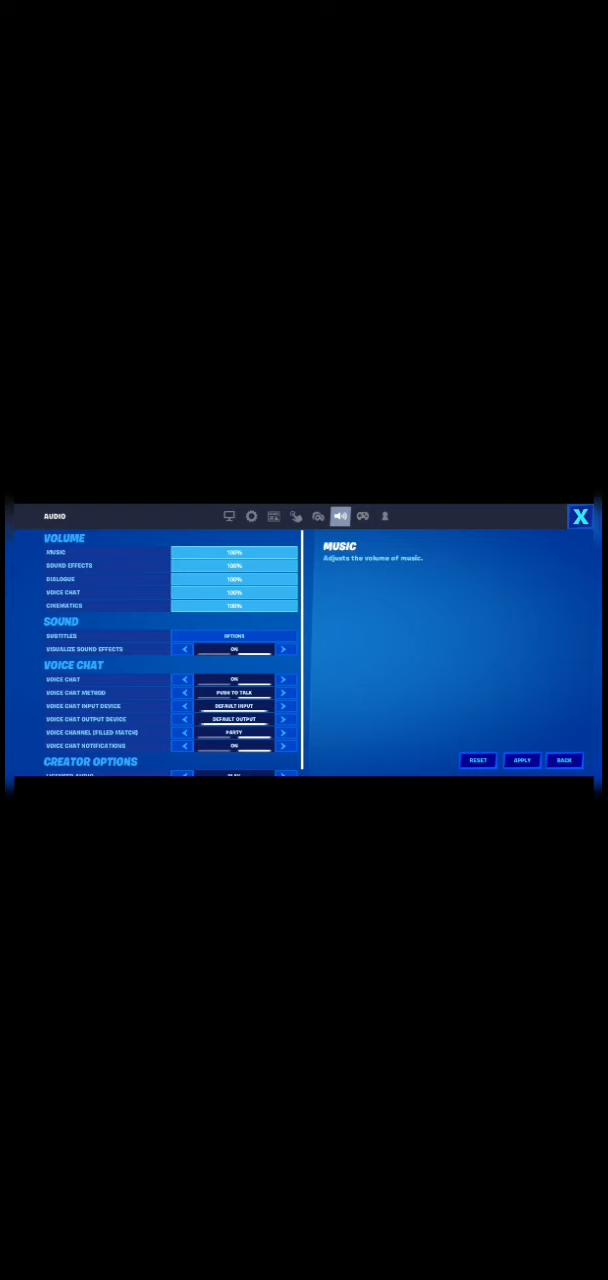 AUDIO
X
VOLUME
MUSIC 100%
SOUND EFFECTS 100%
DIALOGUE 100%
VOICE CHAT 100%
CINEMATICS 100%
SOUND
SUBTITLES OPTIONS
VISUALIZE SOUND EFFECTS ON
VOICE CHAT
VOICE CHAT ON
VOICE CHAT METHOD PUSH TO TALK
VOICE CHAT INPUT DEVICE DEFAULT INPUT
VOICE CHAT OUTPUT DEVICE DEFAULT OUTPUT
VOICE CHANNEL (FILLED MATCH) PARTY
VOICE CHAT NOTIFICATIONS ON
CREATOR OPTIONS
LICENSED AUDIO PLAY
MUSIC
Adjusts the volume of music.
RESET APPLY BACK